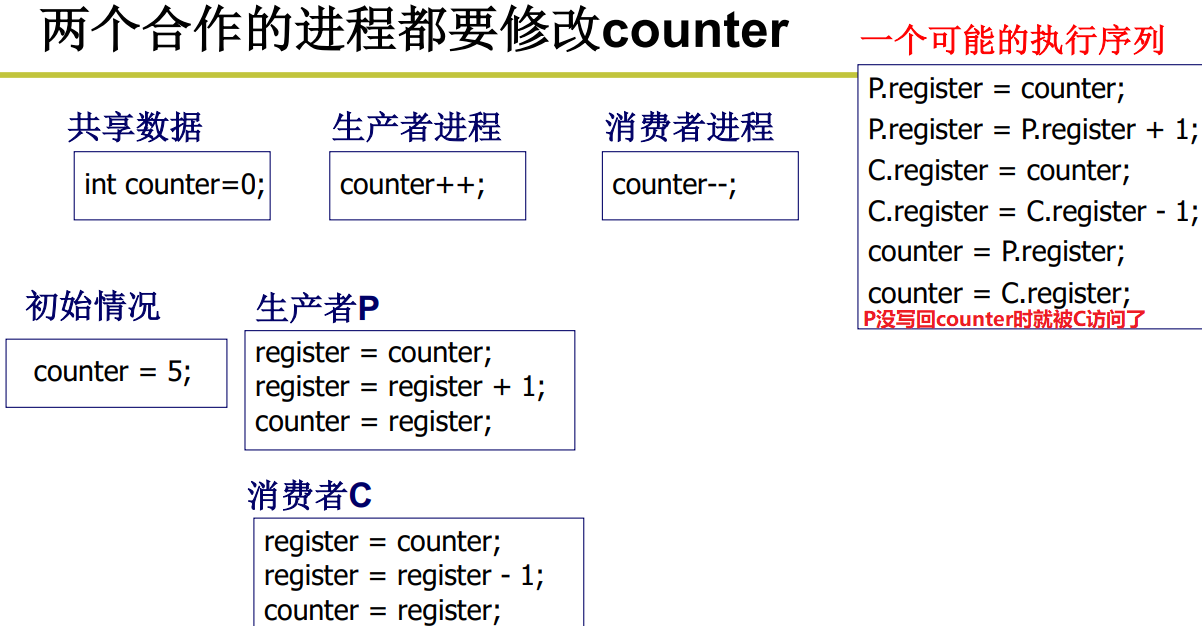 两个合作的进程都要修改counter
共享数据
int counter=0;
生产者进程
counter++;
消费者进程
counter--;
初始情况
counter = 5;
生产者P
register = counter;
register = register + 1;
counter = register;
消费者C
register = counter;
register = register - 1;
counter = register;
一个可能的执行序列
P.register = counter;
P.register = P.register + 1;
C.register = counter;
C.register = C.register - 1;
counter = P.register;
counter = C.register;
P没写回counter时就被C访问了